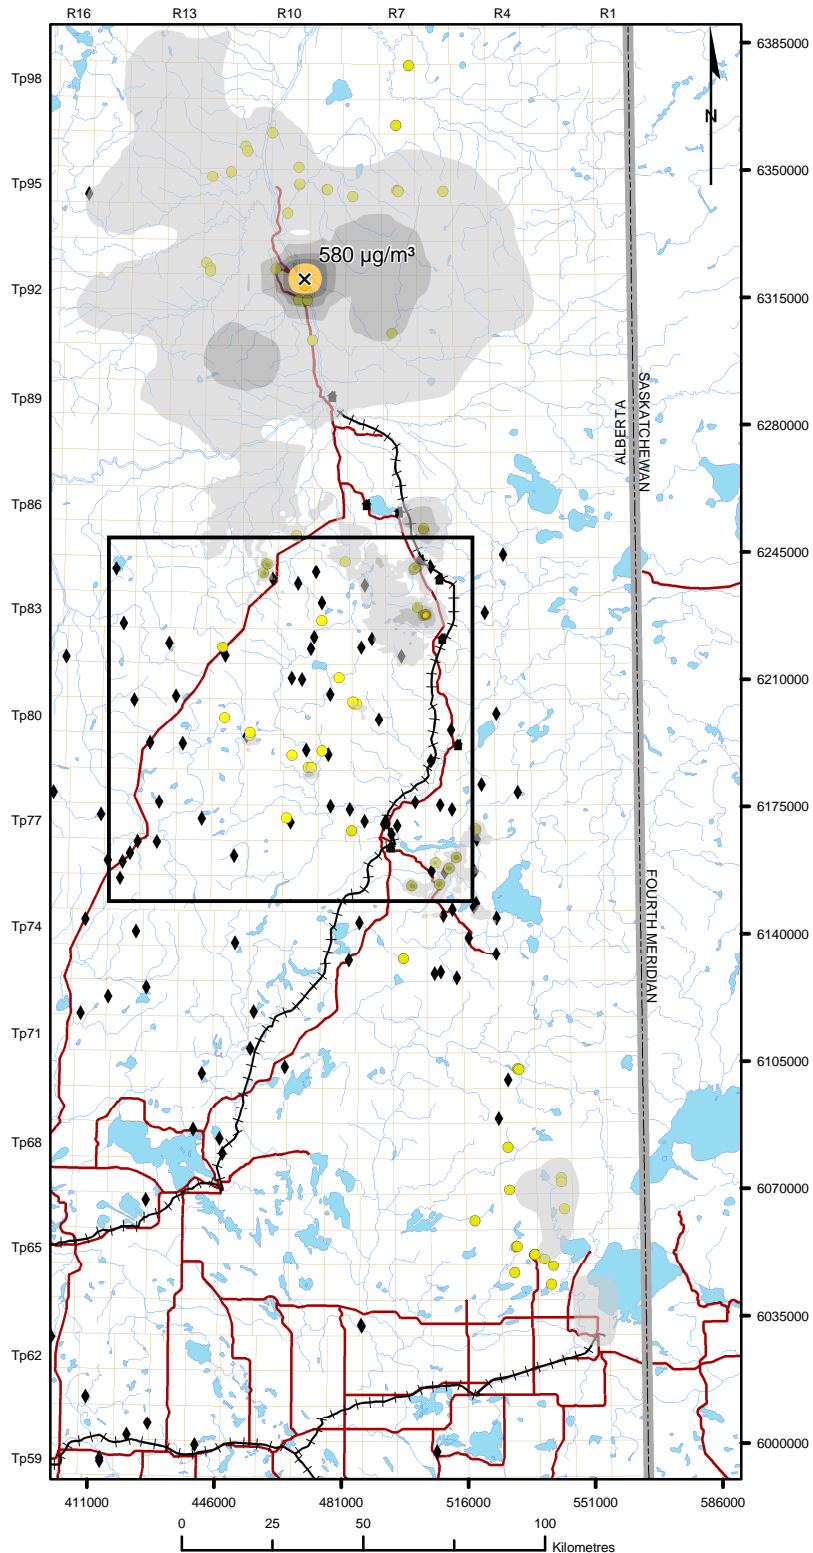 R16 R13 R10 R7 R4 R1
6385000
Tp98
N
6350000
Tp95
580 µg/m³
Tp92
6315000
Tp89
SASKATCHEWAN
ALBERTA
6280000
Tp86
6245000
Tp83
6210000
Tp80
6175000
Tp77
FOURTH MERIDIAN
Tp74
6140000
Tp71
6105000
Tp68
6070000
Tp65
6035000
Tp62
6000000
Tp59
411000 446000 481000 516000 551000 586000
0 25 50 100
Kilometres